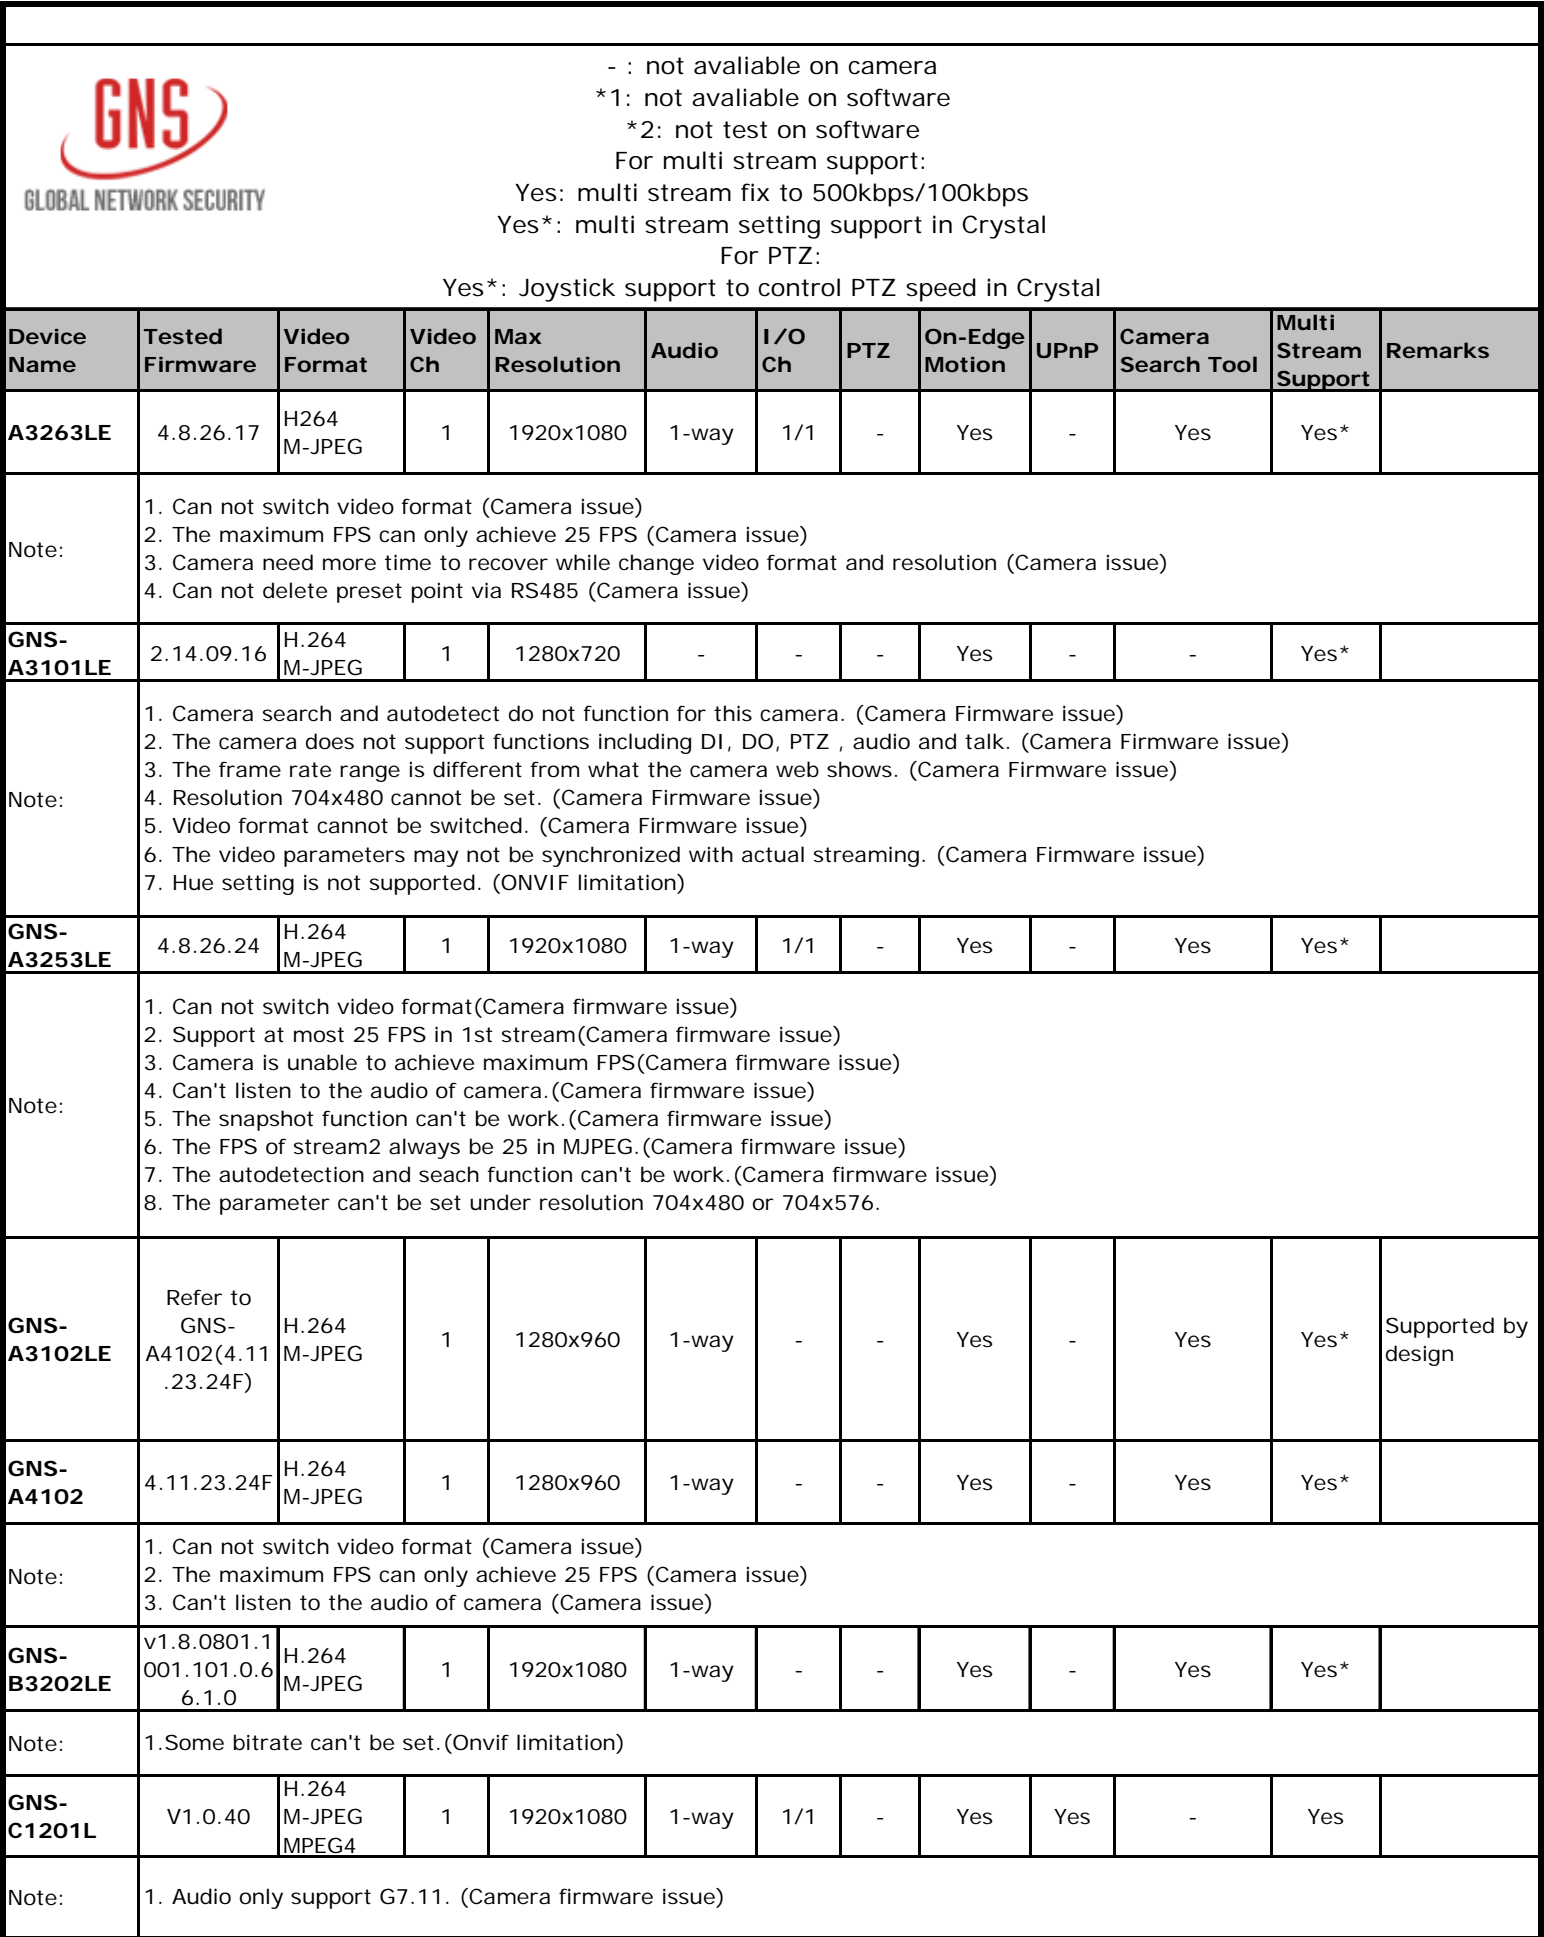 GNS
GLOBAL NETWORK SECURITY
- : not avaliable on camera
*1: not avaliable on software
*2: not test on software
For multi stream support:
Yes: multi stream fix to 500kbps/100kbps
Yes*: multi stream setting support in Crystal
For PTZ:
Yes*: Joystick support to control PTZ speed in Crystal
Device Name Tested Firmware Video Format Video Ch Max Resolution Audio I/O Ch PTZ On-Edge Motion UPnP Camera Search Tool Multi Stream Support Remarks
A3263LE 4.8.26.17 H264 M-JPEG 1 1920x1080 1-way 1/1 - Yes - Yes Yes*
Note:
1. Can not switch video format (Camera issue)
2. The maximum FPS can only achieve 25 FPS (Camera issue)
3. Camera need more time to recover while change video format and resolution (Camera issue)
4. Can not delete preset point via RS485 (Camera issue)
GNS-A3101LE 2.14.09.16 H.264 M-JPEG 1 1280x720 - - - Yes - - Yes*
Note:
1. Camera search and autodetect do not function for this camera. (Camera Firmware issue)
2. The camera does not support functions including DI, DO, PTZ , audio and talk. (Camera Firmware issue)
3. The frame rate range is different from what the camera web shows. (Camera Firmware issue)
4. Resolution 704x480 cannot be set. (Camera Firmware issue)
5. Video format cannot be switched. (Camera Firmware issue)
6. The video parameters may not be synchronized with actual streaming. (Camera Firmware issue)
7. Hue setting is not supported. (ONVIF limitation)
GNS-A3253LE 4.8.26.24 H.264 M-JPEG 1 1920x1080 1-way 1/1 - Yes - Yes Yes*
Note:
1. Can not switch video format(Camera firmware issue)
2. Support at most 25 FPS in 1st stream(Camera firmware issue)
3. Camera is unable to achieve maximum FPS(Camera firmware issue)
4. Can't listen to the audio of camera.(Camera firmware issue)
5. The snapshot function can't be work.(Camera firmware issue)
6. The FPS of stream2 always be 25 in MJPEG.(Camera firmware issue)
7. The autodetection and seach function can't be work.(Camera firmware issue)
8. The parameter can't be set under resolution 704x480 or 704x576.
GNS-A3102LE Refer to GNS-A4102(4.11.23.24F) H.264 M-JPEG 1 1280x960 1-way - - Yes - Yes Yes* Supported by design
GNS-A4102 4.11.23.24F H.264 M-JPEG 1 1280x960 1-way - - Yes - Yes Yes*
Note:
1. Can not switch video format (Camera issue)
2. The maximum FPS can only achieve 25 FPS (Camera issue)
3. Can't listen to the audio of camera (Camera issue)
GNS-B3202LE v1.8.0801.1001.101.0.66.1.0 H.264 M-JPEG 1 1920x1080 1-way - - Yes - Yes Yes*
Note:
1.Some bitrate can't be set.(Onvif limitation)
GNS-C1201L V1.0.40 H.264 M-JPEG MPEG4 1 1920x1080 1-way 1/1 - Yes Yes - Yes
Note:
1. Audio only support G7.11. (Camera firmware issue)